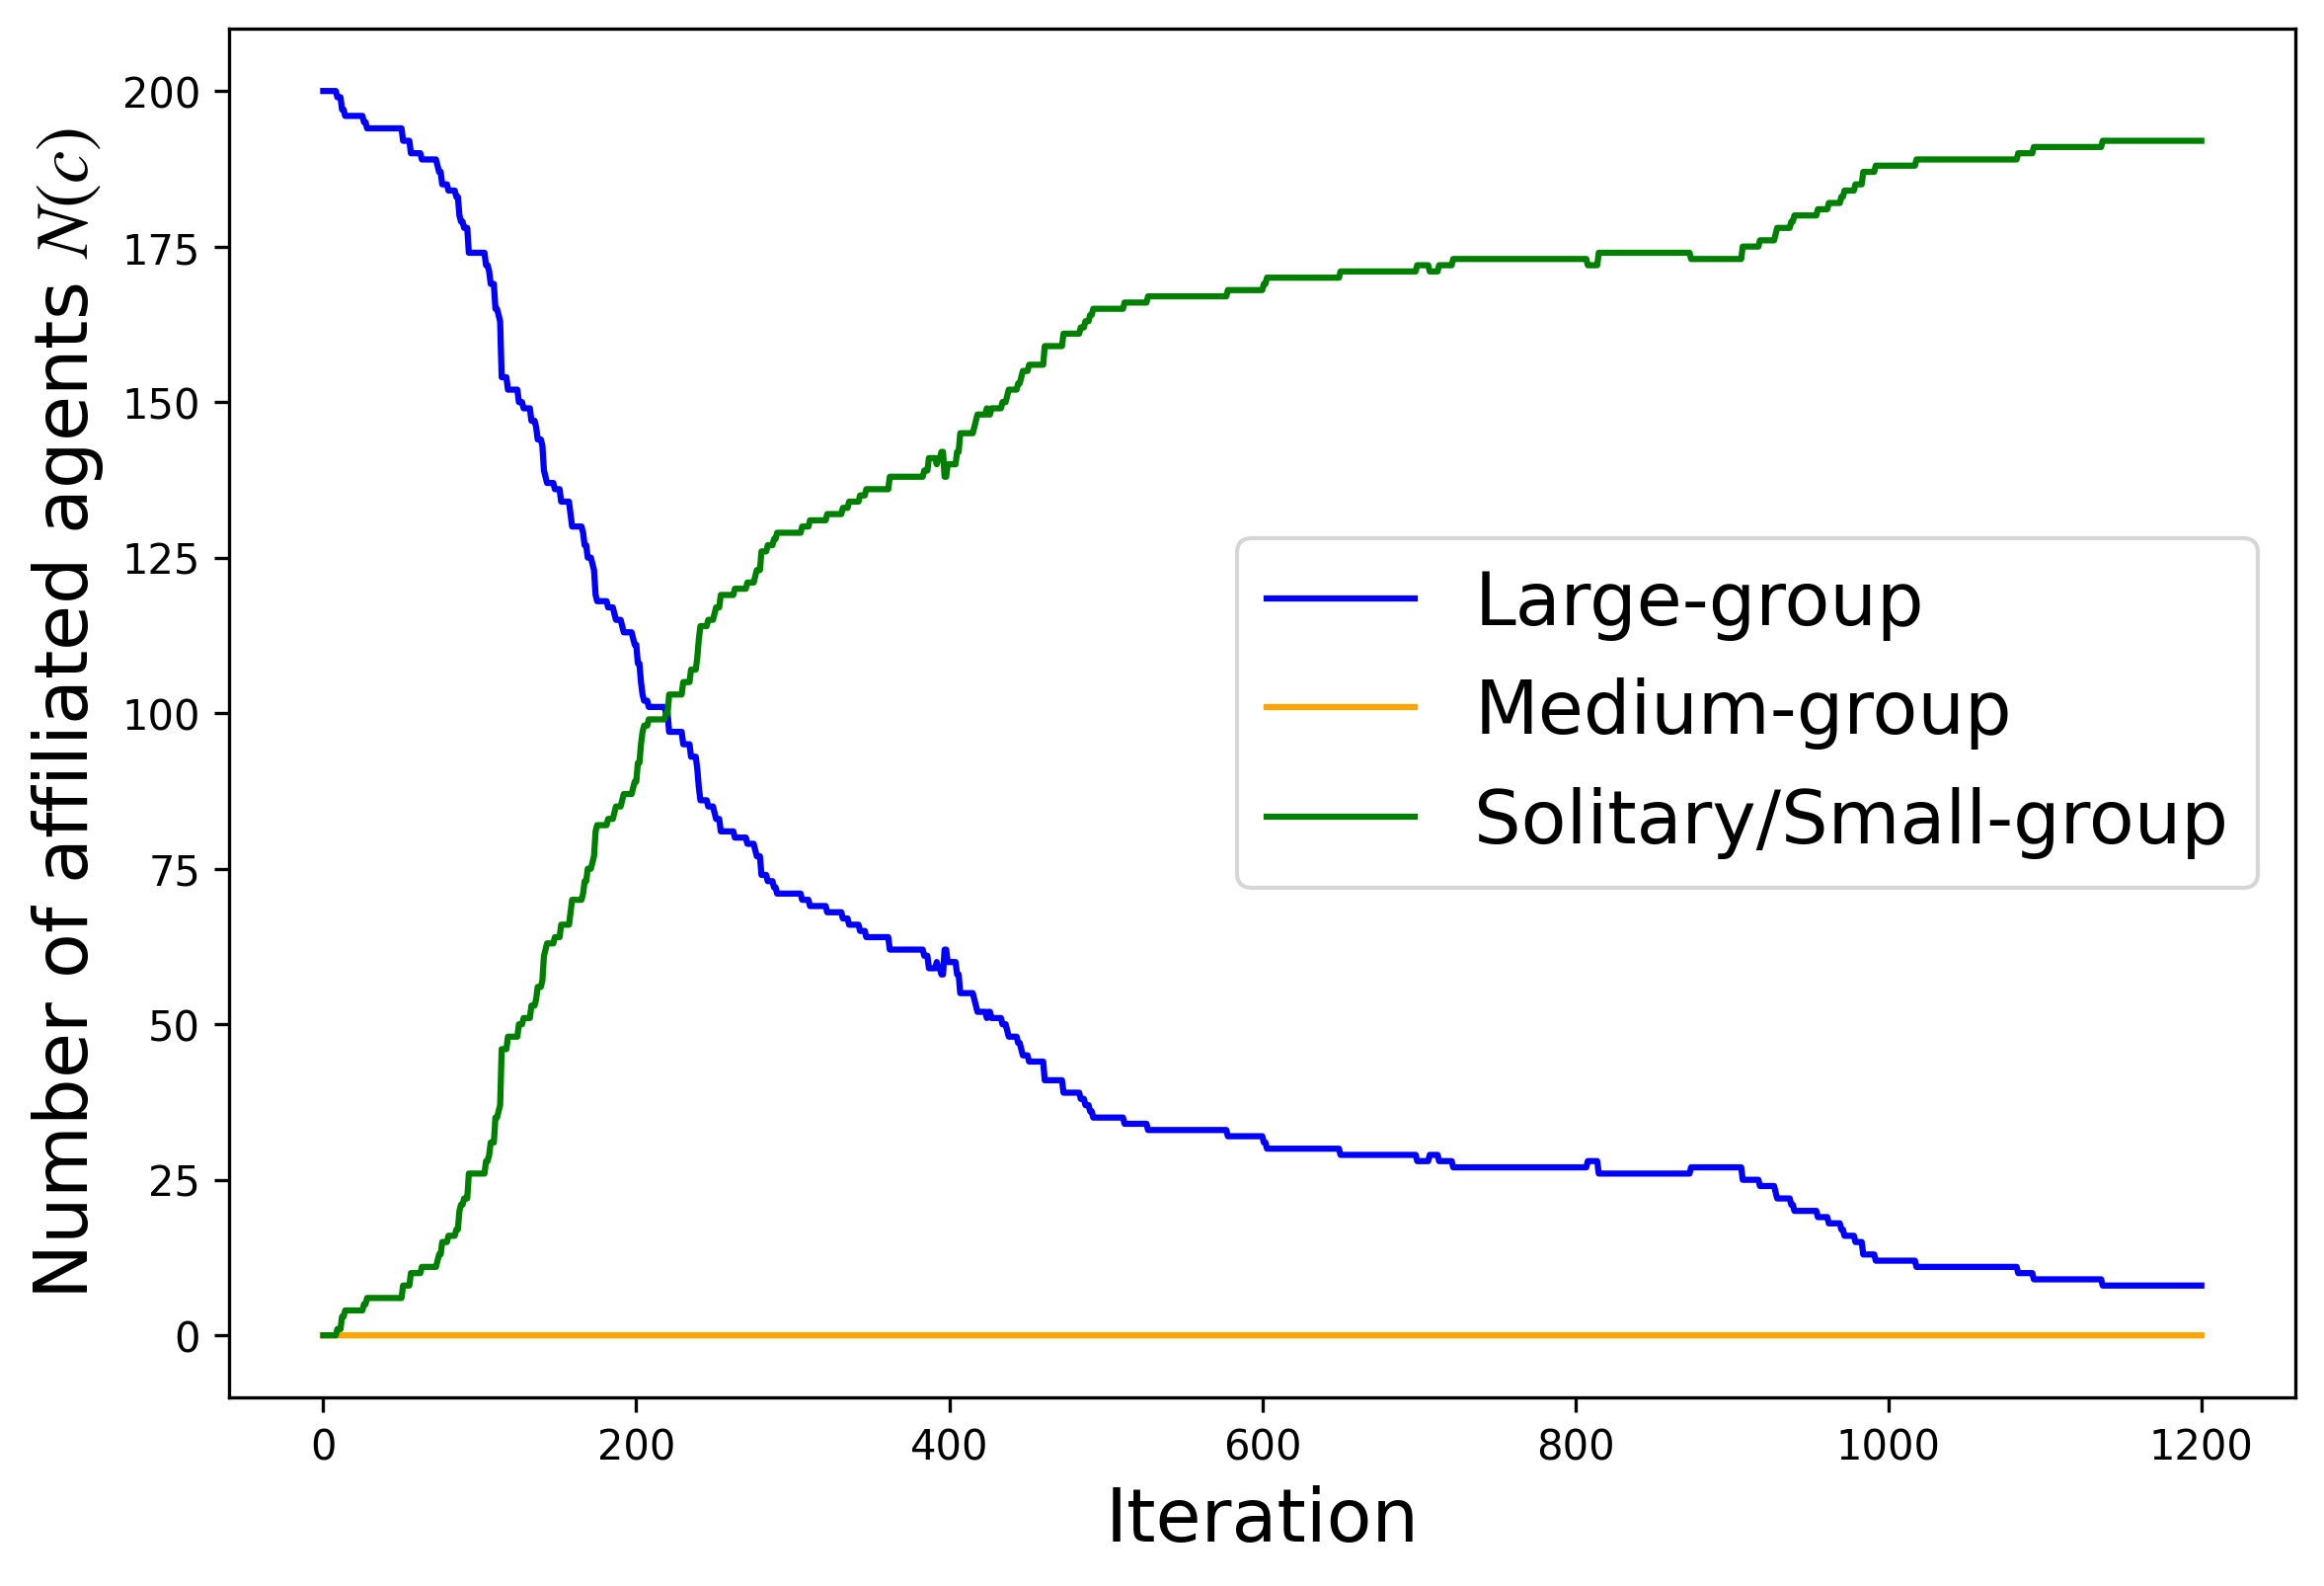 Number of affiliated agents N(c)
200
175
150
125
100
75
50
25
0
Large-group
Medium-group
Solitary/Small-group
0 200 400 600 800 1000 1200
Iteration